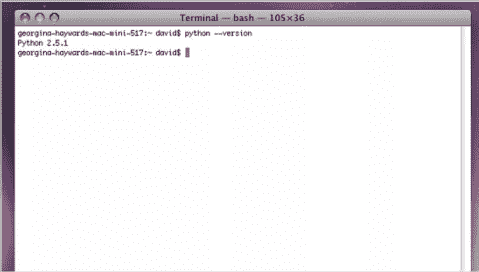 Terminal — bash — 105×36
georgina-haywards-mac-mini-517:~ david$ python --version
Python 2.5.1
georgina-haywards-mac-mini-517:~ david$